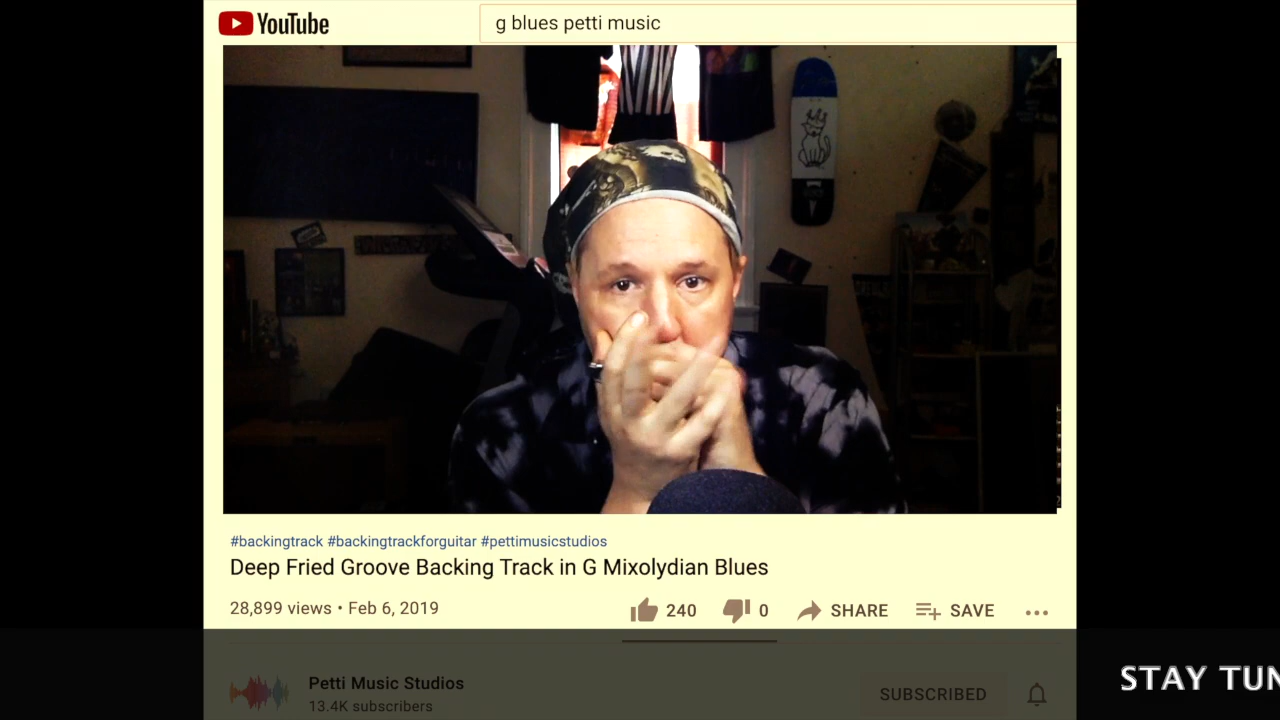 YouTube
g blues petti music
#backingtrack #backingtrackforguitar #pettimusicstudios
Deep Fried Groove Backing Track in G Mixolydian Blues
28,899 views • Feb 6, 2019
240
0
SHARE
SAVE
Petti Music Studios
13.4K subscribers
SUBSCRIBED
STAY TUN